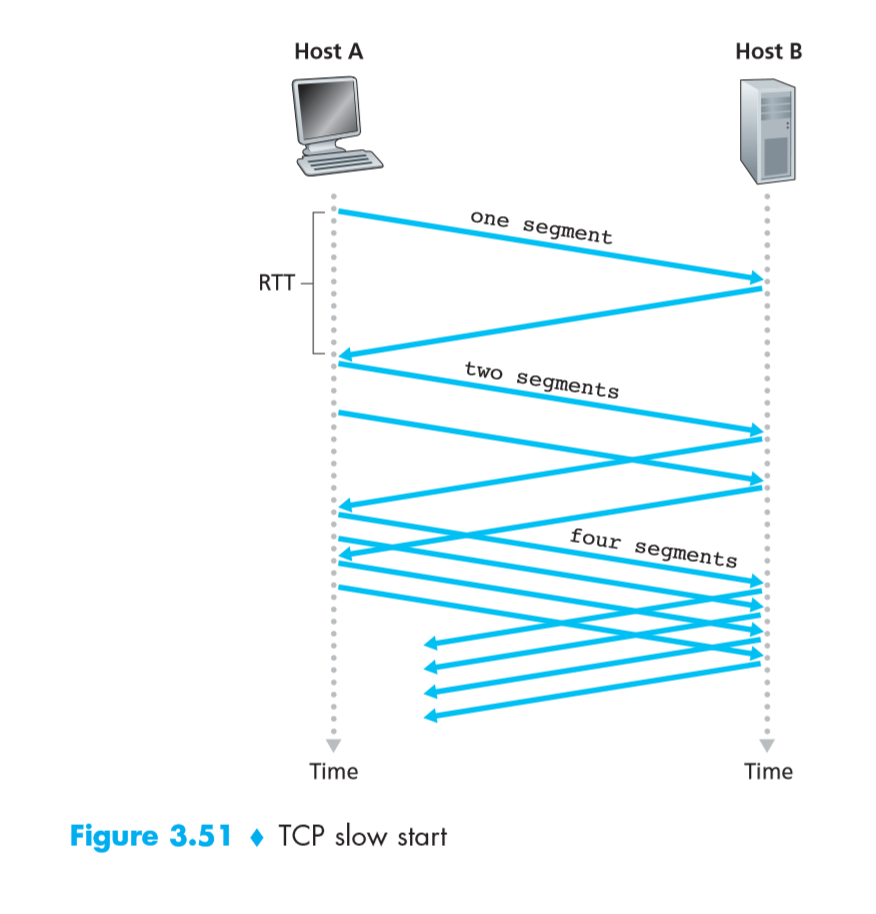 Host A
Host B
one segment
RTT
two segments
four segments
Time
Time
Figure 3.51 ♦ TCP slow start